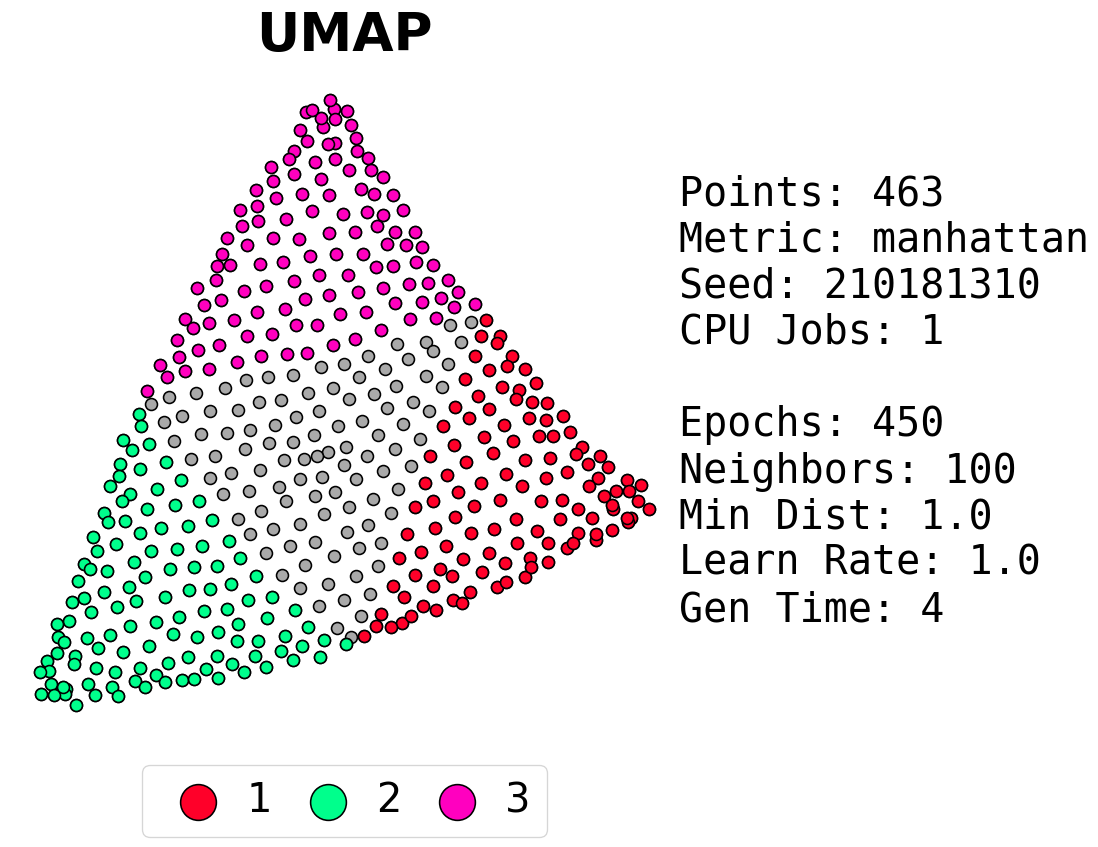 UMAP
Points: 463
Metric: manhattan
Seed: 210181310
CPU Jobs: 1
Epochs: 450
Neighbors: 100
Min Dist: 1.0
Learn Rate: 1.0
Gen Time: 4
1 2 3